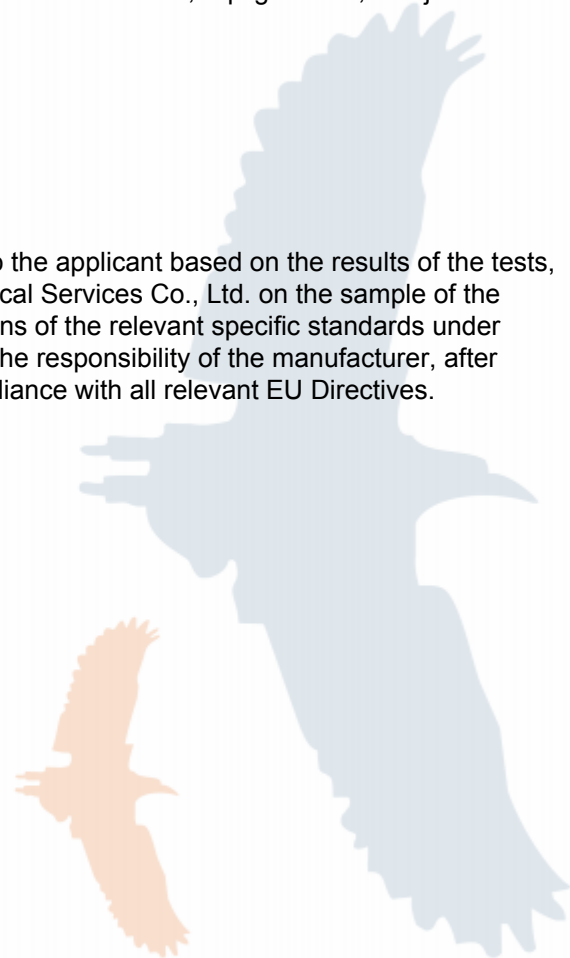 o the applicant based on the results of the tests,
cal Services Co., Ltd. on the sample of the
ns of the relevant specific standards under
he responsibility of the manufacturer, after
liance with all relevant EU Directives.